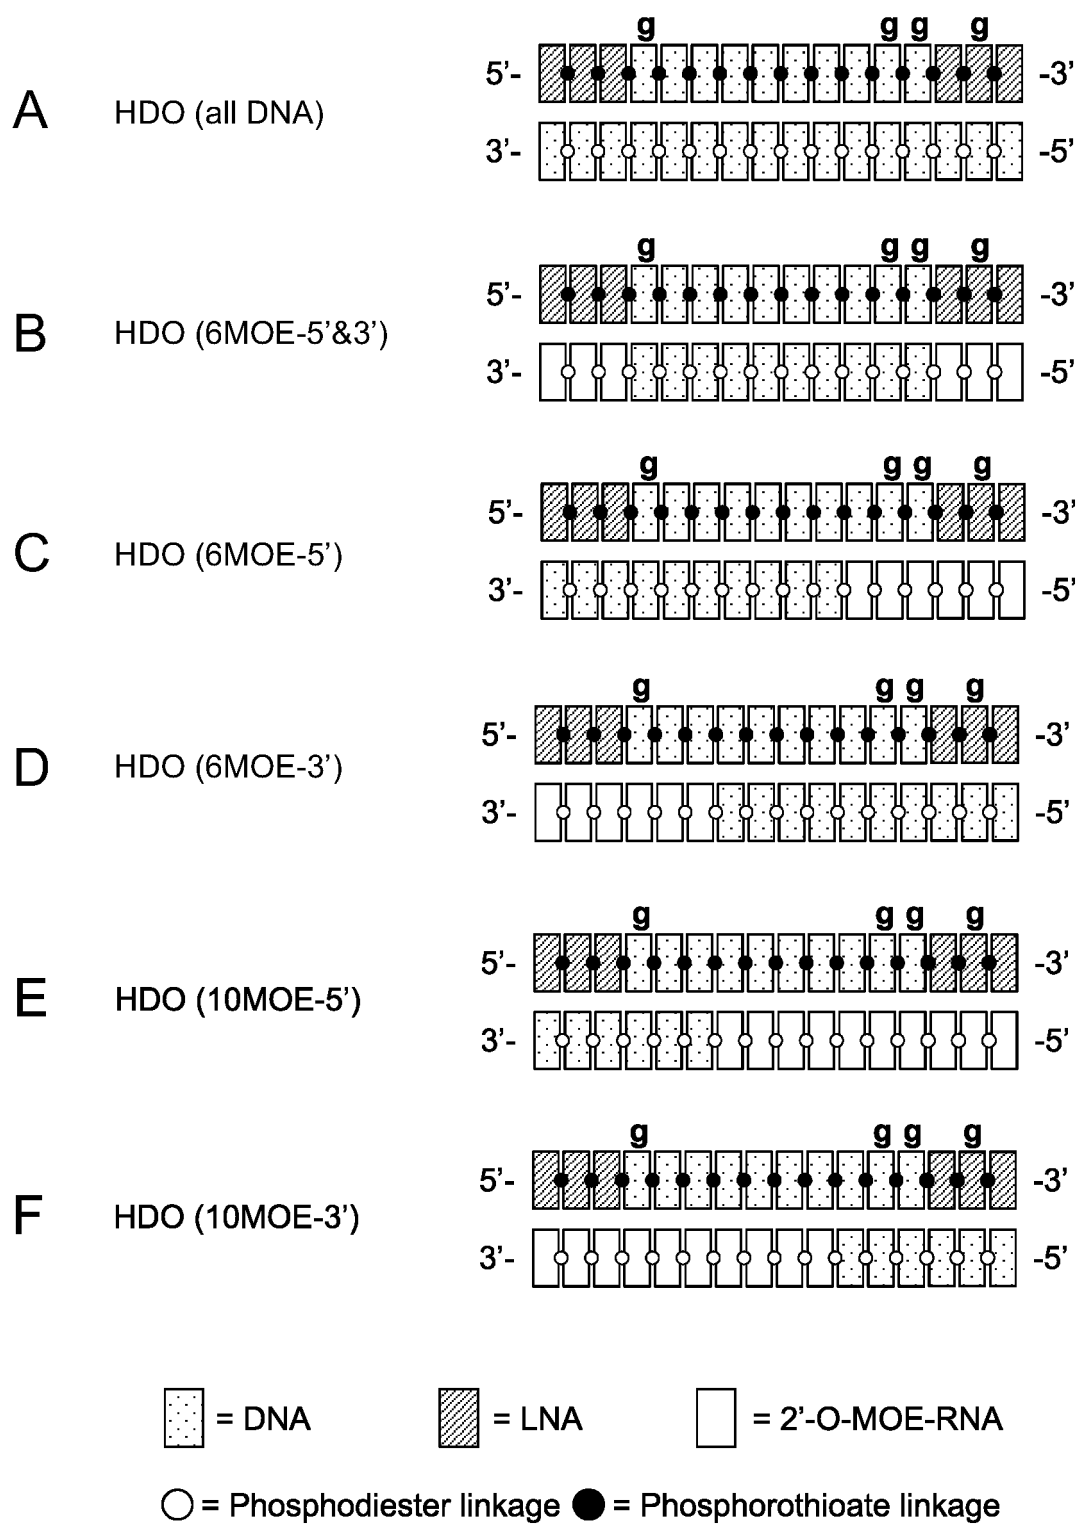 g g g g
5’- -3’
A HDO (all DNA)
3’- -5’
g g g g
5’- -3’
B HDO (6MOE-5’&3’)
3’- -5’
g g g g
5’- -3’
C HDO (6MOE-5’)
3’- -5’
g g g g
5’- -3’
D HDO (6MOE-3’)
3’- -5’
g g g g
5’- -3’
E HDO (10MOE-5’)
3’- -5’
g g g g
5’- -3’
F HDO (10MOE-3’)
3’- -5’
= DNA = LNA = 2’-O-MOE-RNA
= Phosphodiester linkage = Phosphorothioate linkage